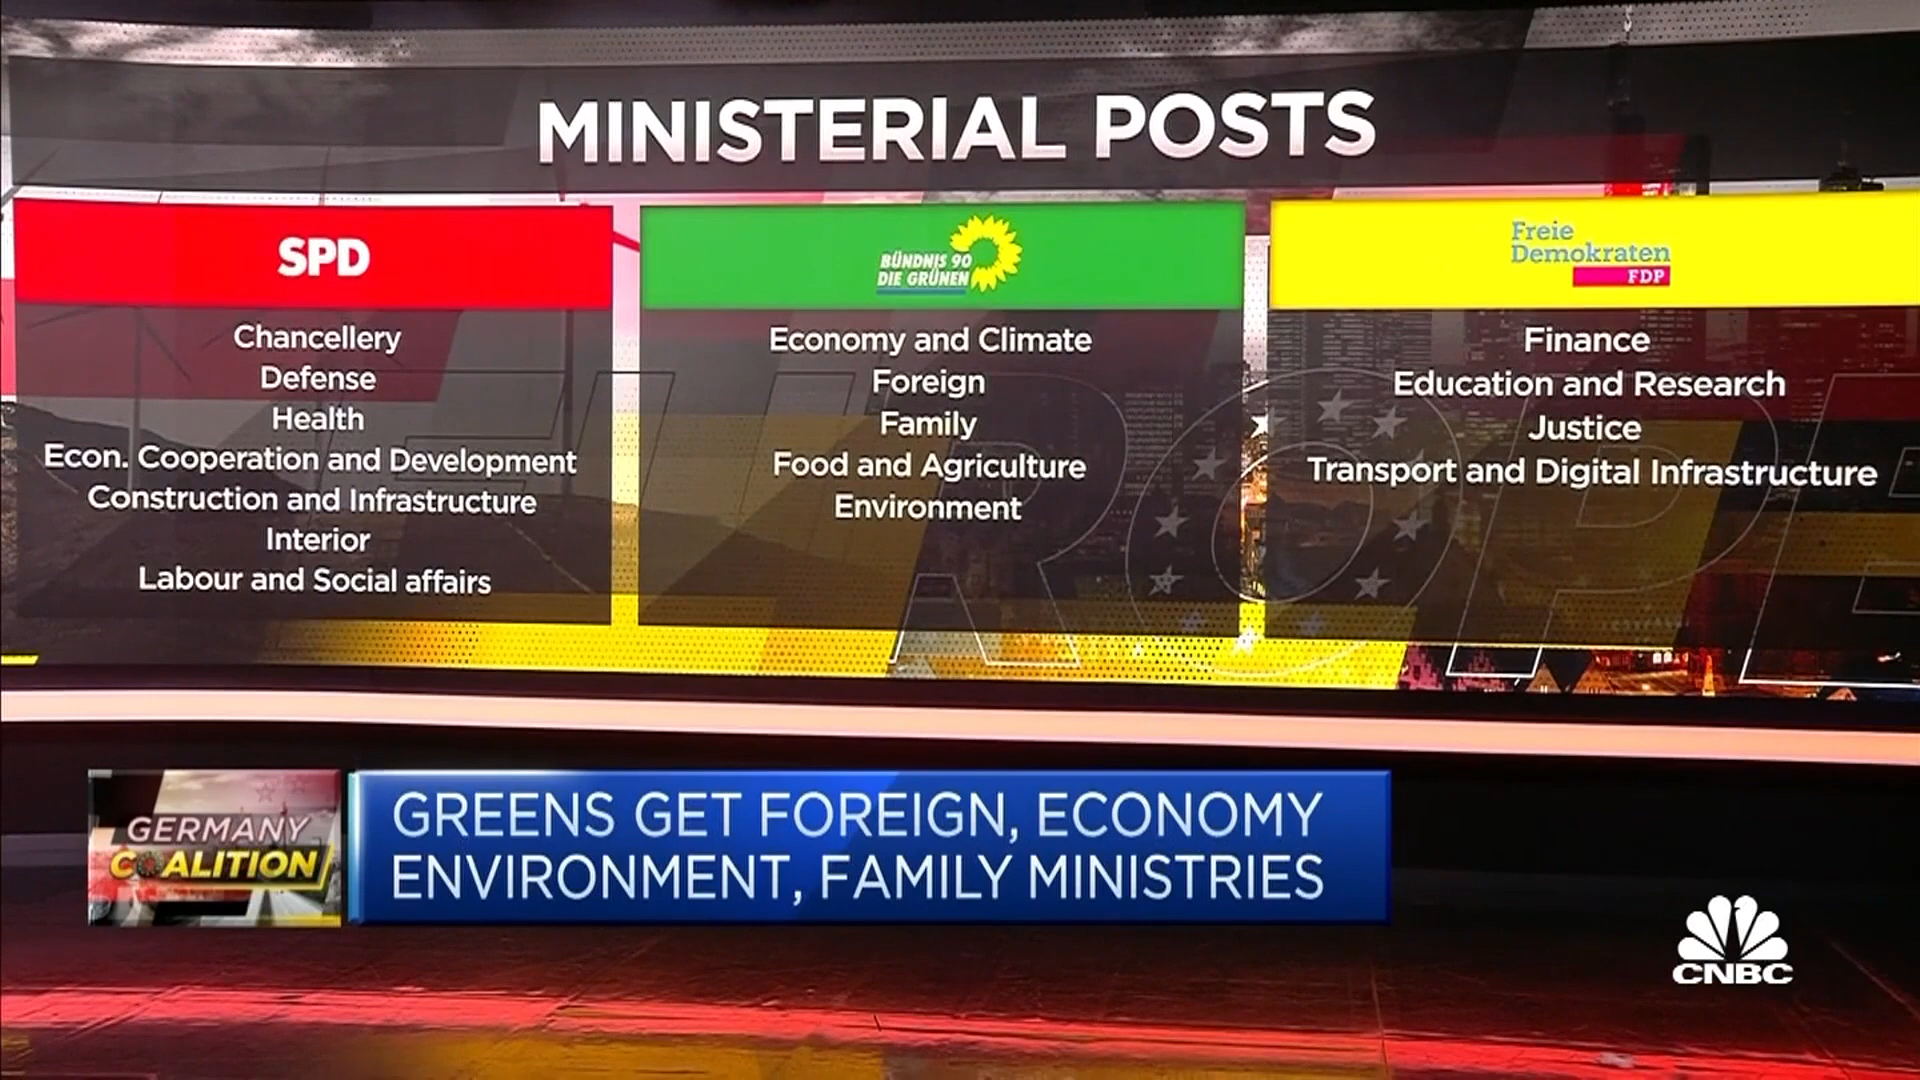 MINISTERIAL POSTS
SPD
Chancellery
Defense
Health
Econ. Cooperation and Development
Construction and Infrastructure
Interior
Labour and Social affairs
BÜNDNIS 90
DIE GRÜNEN
Economy and Climate
Foreign
Family
Food and Agriculture
Environment
Freie
Demokraten
FDP
Finance
Education and Research
Justice
Transport and Digital Infrastructure
EUROPE
GERMANY
COALITION
GREENS GET FOREIGN, ECONOMY
ENVIRONMENT, FAMILY MINISTRIES
CNBC